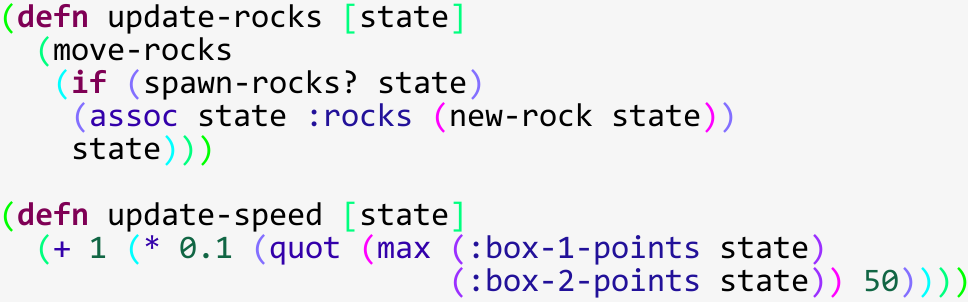 (defn update-rocks [state]
  (move-rocks
   (if (spawn-rocks? state)
    (assoc state :rocks (new-rock state))
    state)))

(defn update-speed [state]
  (+ 1 (* 0.1 (quot (max (:box-1-points state)
                         (:box-2-points state)) 50))))